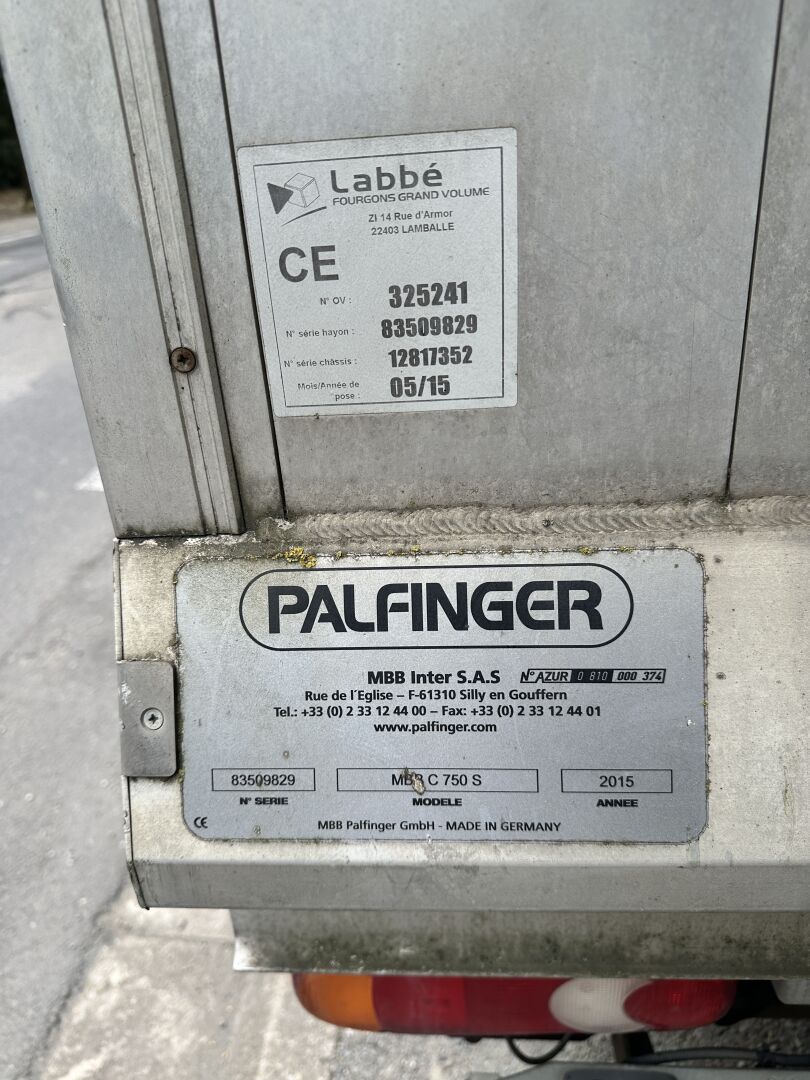 Labbé
FOURGONS GRAND VOLUME
ZI 14 Rue d'Armor
22403 LAMBALLE
CE
N° OV : 325241
N° série hayon : 83509829
N° série châssis : 12817352
Mois/Année de
pose : 05/15
PALFINGER
MBB Inter S.A.S N° AZUR 0 810 000 374
Rue de l'Eglise – F-61310 Silly en Gouffern
Tel.: +33 (0) 2 33 12 44 00 – Fax: +33 (0) 2 33 12 44 01
www.palfinger.com
83509829 MBB C 750 S 2015
N° SERIE MODELE ANNEE
CE MBB Palfinger GmbH - MADE IN GERMANY